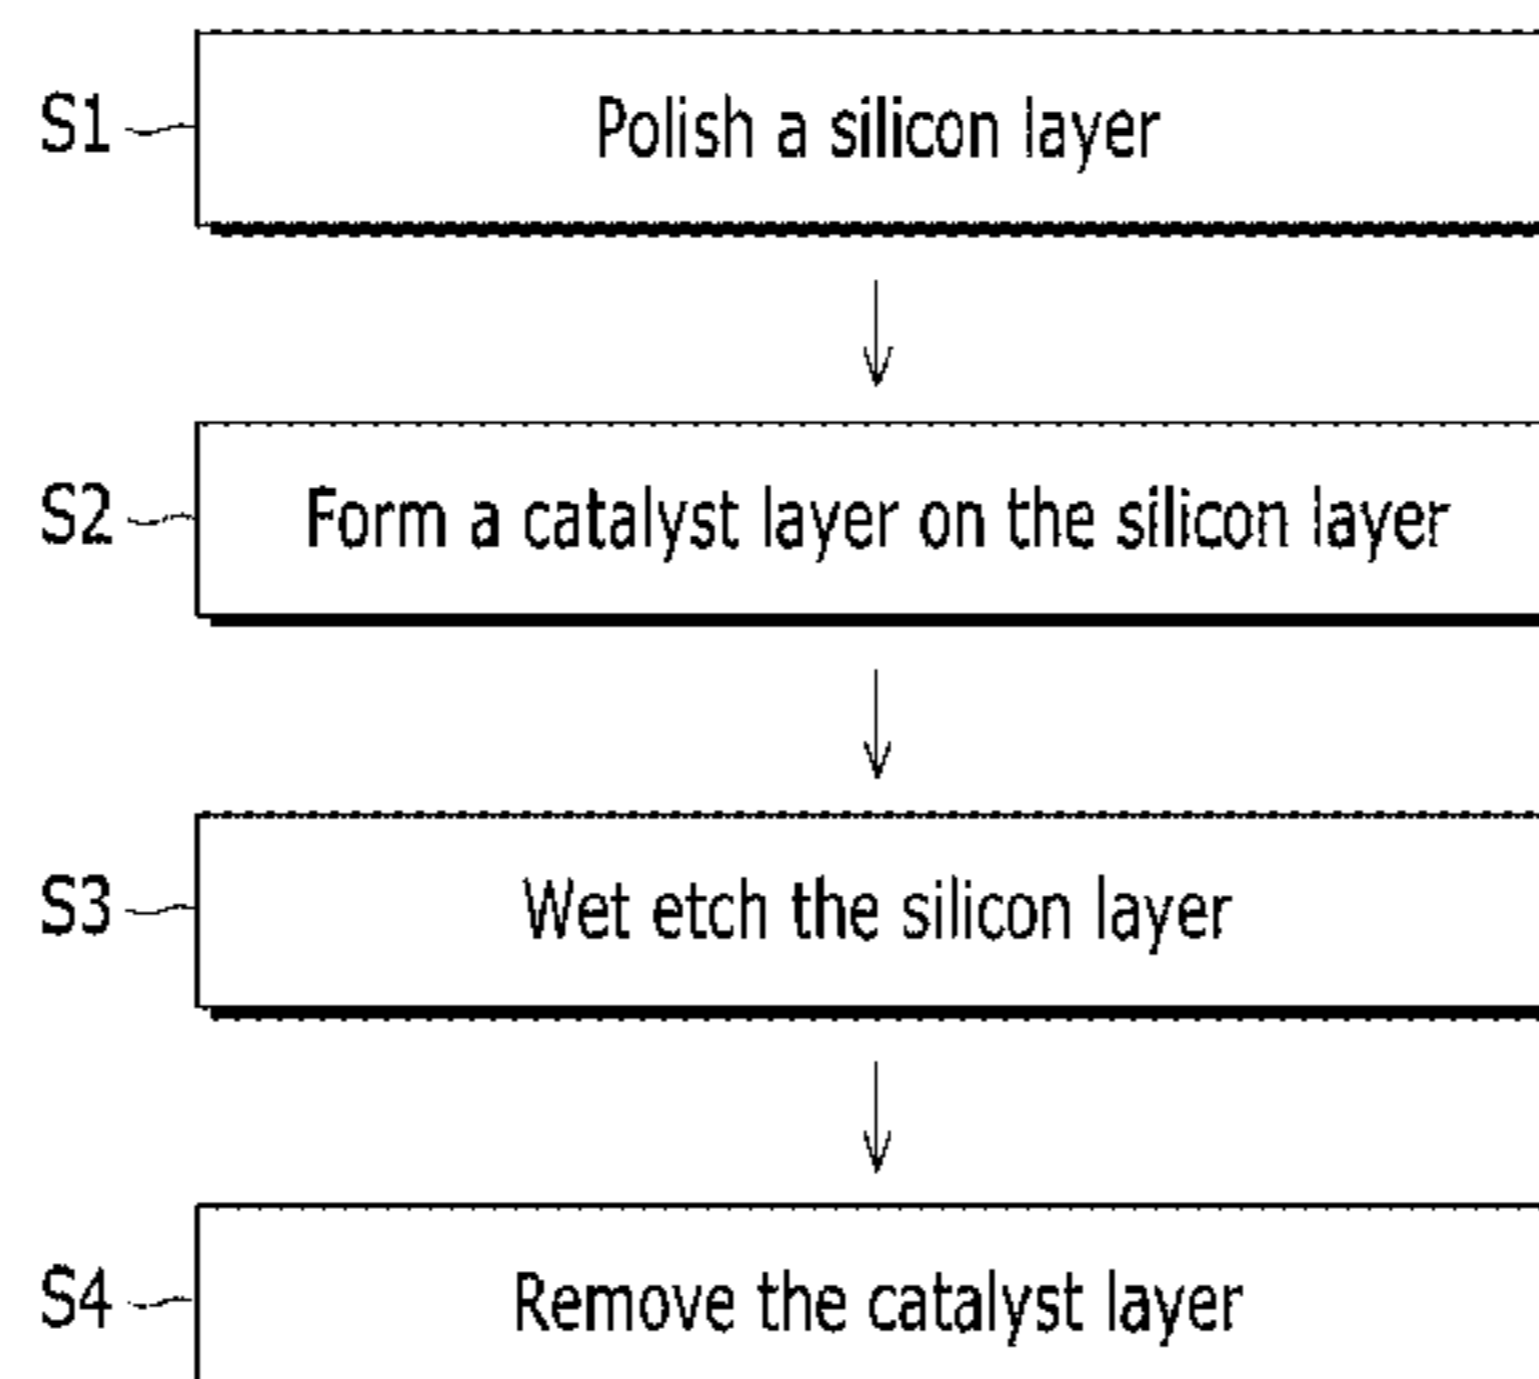 S1 Polish a silicon layer
S2 Form a catalyst layer on the silicon layer
S3 Wet etch the silicon layer
S4 Remove the catalyst layer